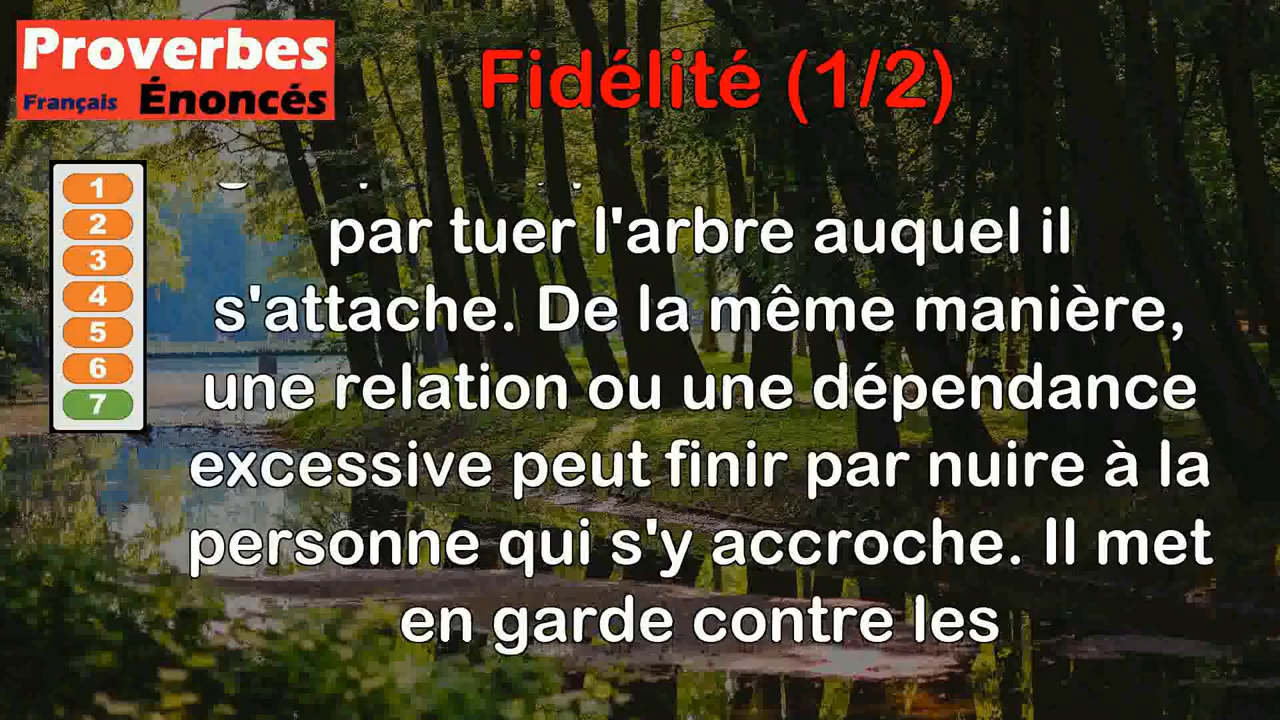 Proverbes
Français Énoncés
Fidélité (1/2)
1
2
3
4
5
6
7
par tuer l'arbre auquel il
s'attache. De la même manière,
une relation ou une dépendance
excessive peut finir par nuire à la
personne qui s'y accroche. Il met
en garde contre les